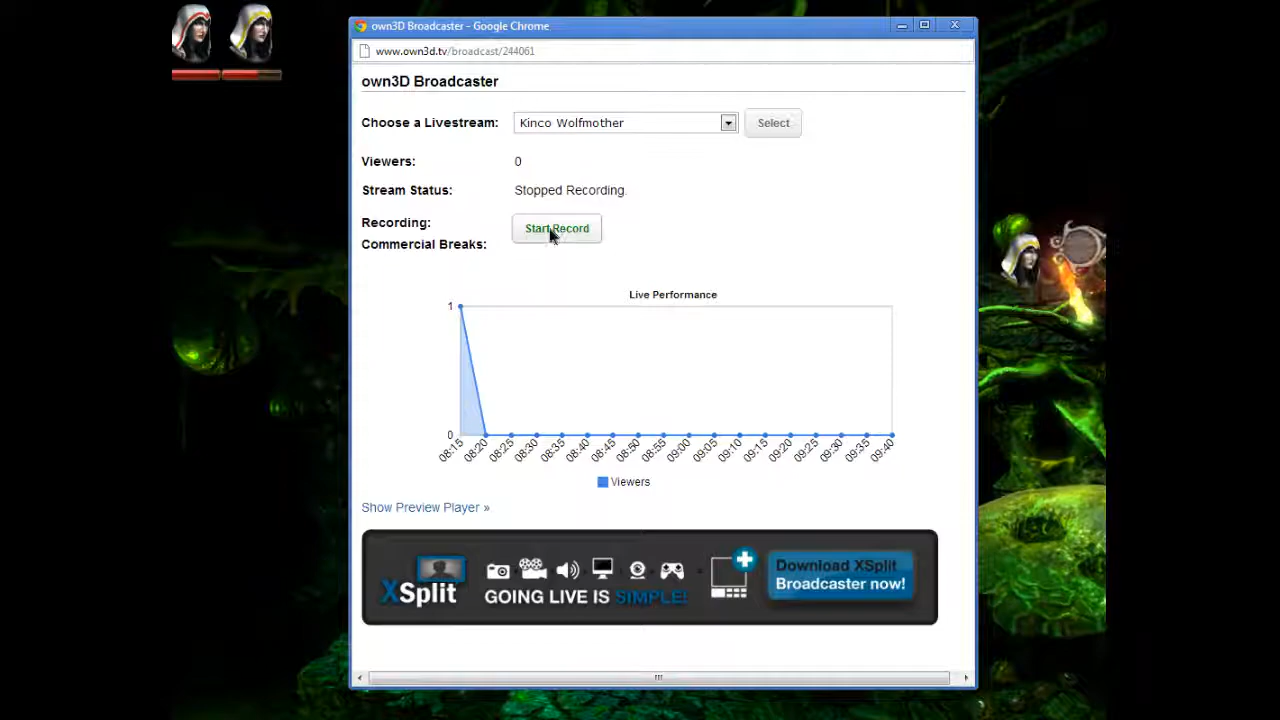 own3D Broadcaster - Google Chrome
www.own3d.tv/broadcast/244061
own3D Broadcaster
Choose a Livestream: Kinco Wolfmother Select
Viewers: 0
Stream Status: Stopped Recording.
Recording: Start Record
Commercial Breaks:
Live Performance
1
0
08:15 08:20 08:25 08:30 08:35 08:40 08:45 08:50 08:55 09:00 09:05 09:10 09:15 09:20 09:25 09:30 09:35 09:40
Viewers
Show Preview Player »
XSplit GOING LIVE IS SIMPLE! Download XSplit
Broadcaster now!